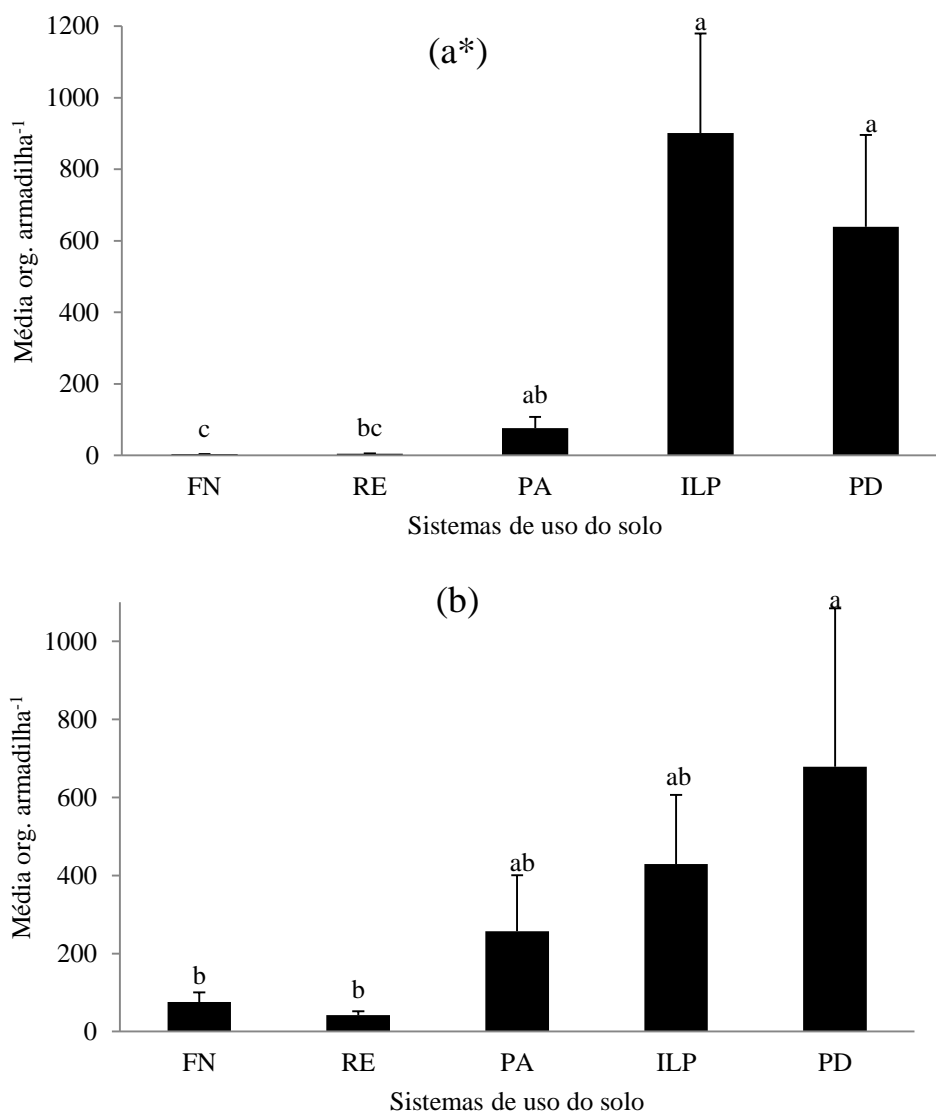 (a*)
1200
1000
800
600
400
200
0
Média org. armadilha⁻¹
c
bc
ab
a
a
FN RE PA ILP PD
Sistemas de uso do solo
(b)
1000
800
600
400
200
0
Média org. armadilha⁻¹
b
b
ab
ab
a
FN RE PA ILP PD
Sistemas de uso do solo